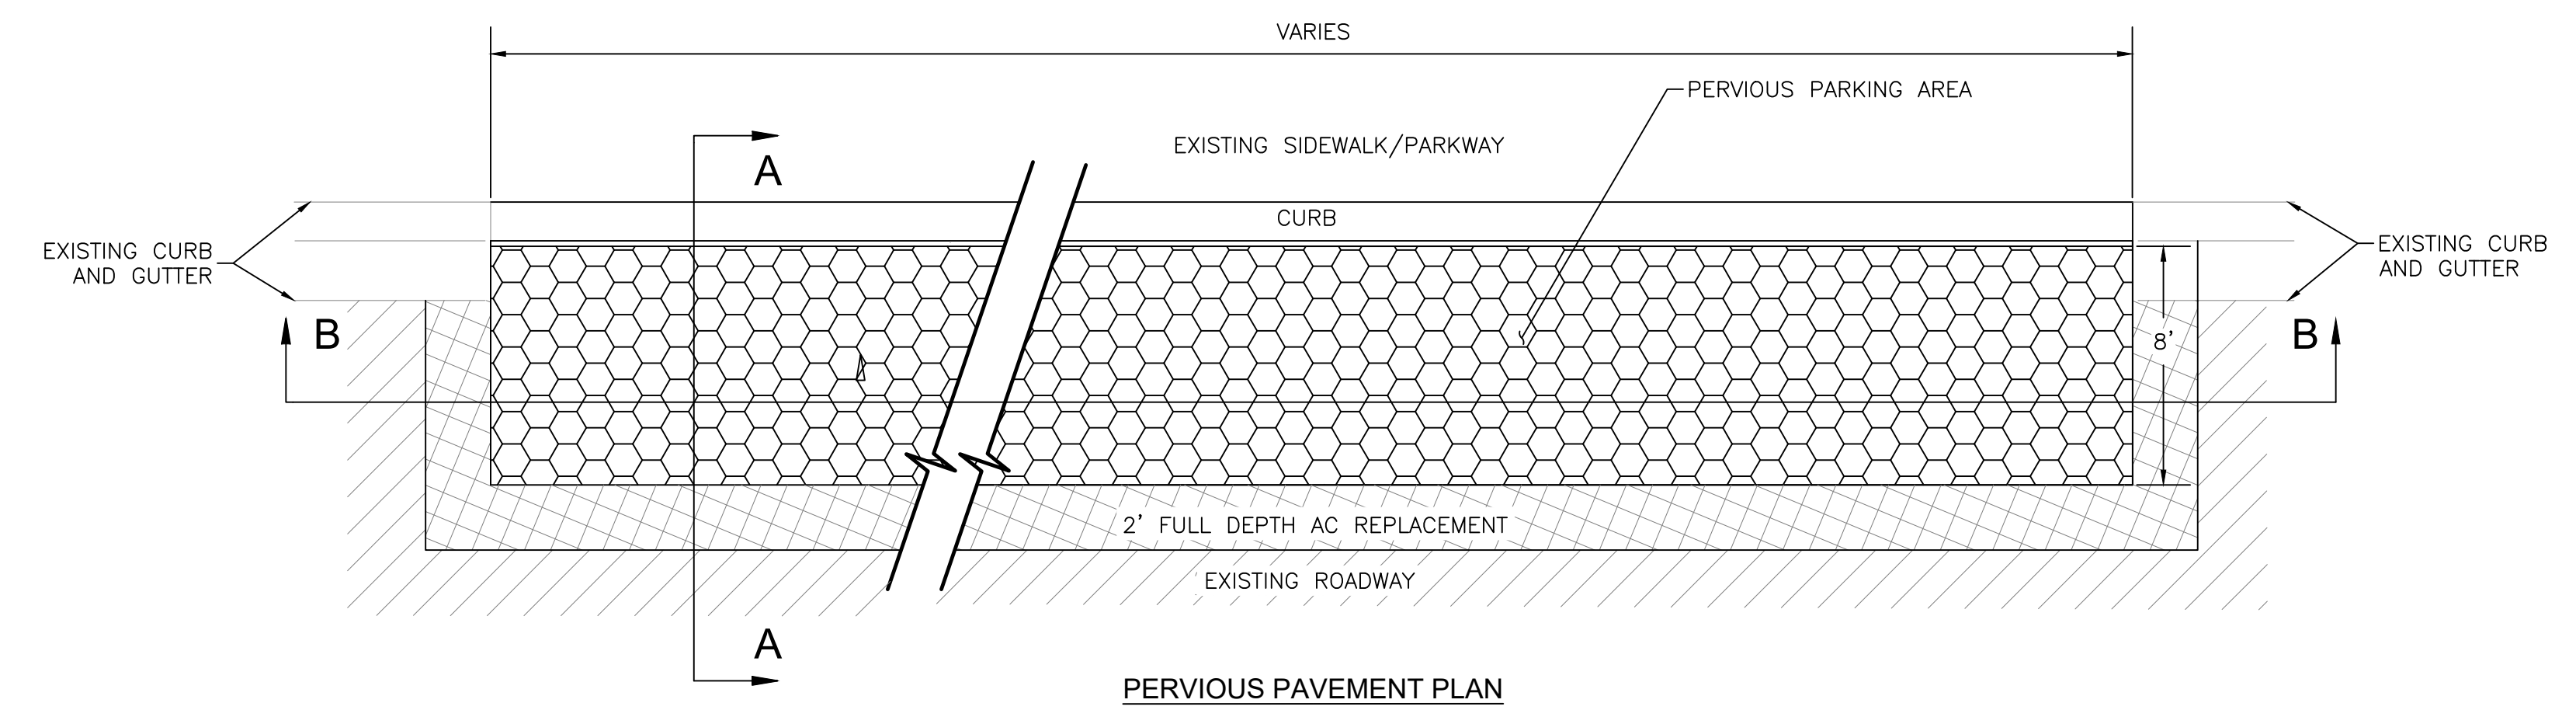 VARIES
PERVIOUS PARKING AREA
EXISTING SIDEWALK/PARKWAY
A
CURB
EXISTING CURB
AND GUTTER
EXISTING CURB
AND GUTTER
B
B
8'
2' FULL DEPTH AC REPLACEMENT
EXISTING ROADWAY
A
PERVIOUS PAVEMENT PLAN